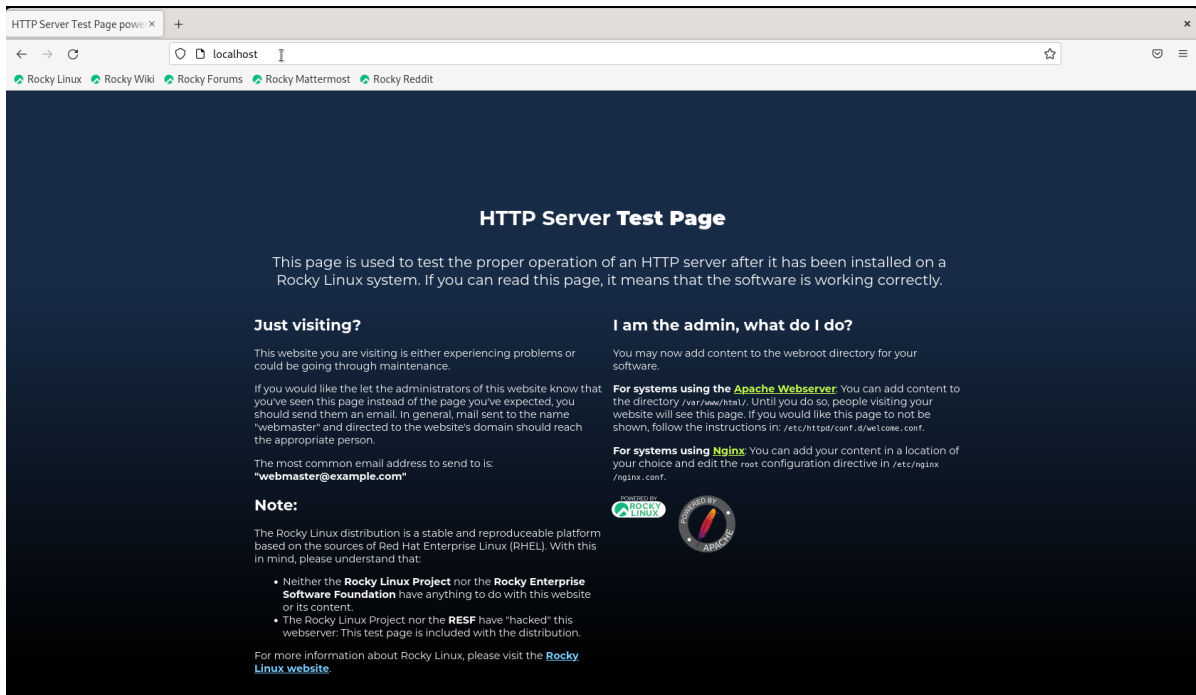 HTTP Server Test Page power
localhost
Rocky Linux Rocky Wiki Rocky Forums Rocky Mattermost Rocky Reddit
HTTP Server Test Page
This page is used to test the proper operation of an HTTP server after it has been installed on a
Rocky Linux system. If you can read this page, it means that the software is working correctly.
Just visiting?
This website you are visiting is either experiencing problems or
could be going through maintenance.
If you would like the let the administrators of this website know that
you've seen this page instead of the page you've expected, you
should send them an email. In general, mail sent to the name
"webmaster" and directed to the website's domain should reach
the appropriate person.
The most common email address to send to is:
"webmaster@example.com"
Note:
The Rocky Linux distribution is a stable and reproduceable platform
based on the sources of Red Hat Enterprise Linux (RHEL). With this
in mind, please understand that:
• Neither the Rocky Linux Project nor the Rocky Enterprise
Software Foundation have anything to do with this website
or its content.
• The Rocky Linux Project nor the RESF have "hacked" this
webserver: This test page is included with the distribution.
For more information about Rocky Linux, please visit the Rocky
Linux website.
I am the admin, what do I do?
You may now add content to the webroot directory for your
software.
For systems using the Apache Webserver: You can add content to
the directory /var/www/html/. Until you do so, people visiting your
website will see this page. If you would like this page to not be
shown, follow the instructions in: /etc/httpd/conf.d/welcome.conf.
For systems using Nginx: You can add your content in a location of
your choice and edit the root configuration directive in /etc/nginx
/nginx.conf.
POWERED BY
ROCKY
LINUX
POWERED BY
APACHE